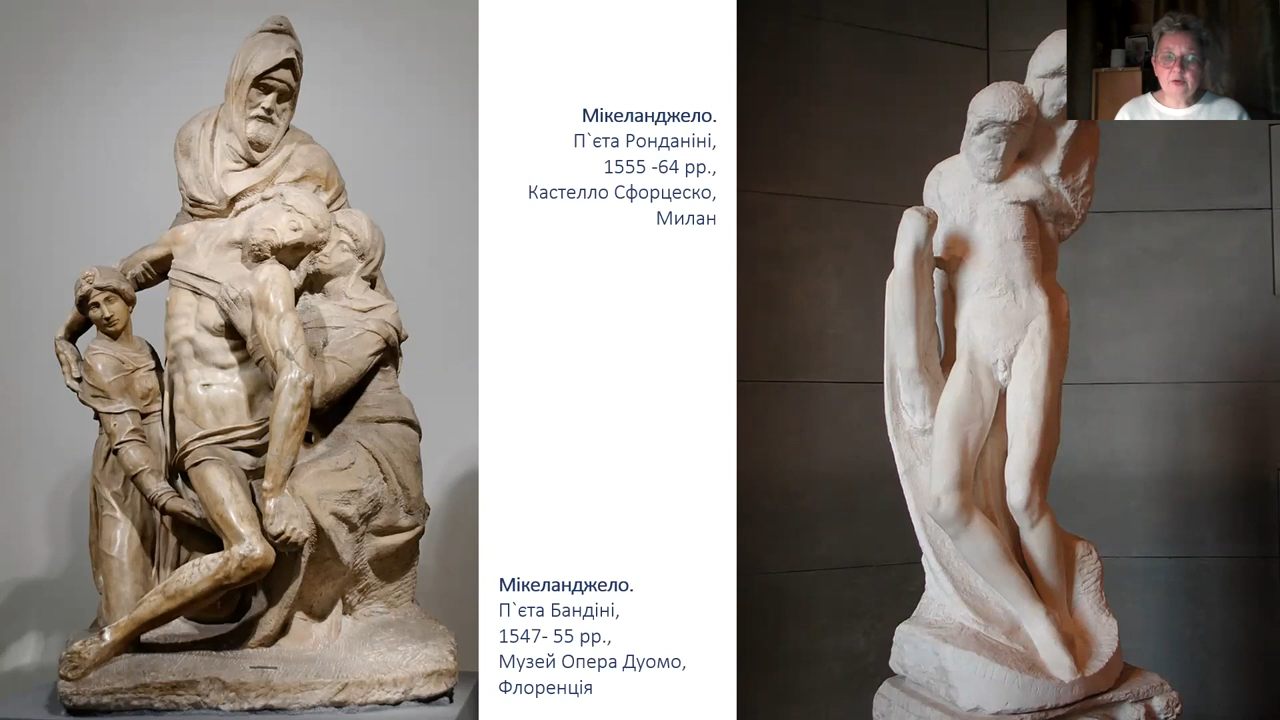 Мікеланджело.
П`єта Ронданіні,
1555 -64 рр.,
Кастелло Сфорцеско,
Милан
Мікеланджело.
П`єта Бандіні,
1547- 55 рр.,
Музей Опера Дуомо,
Флоренція